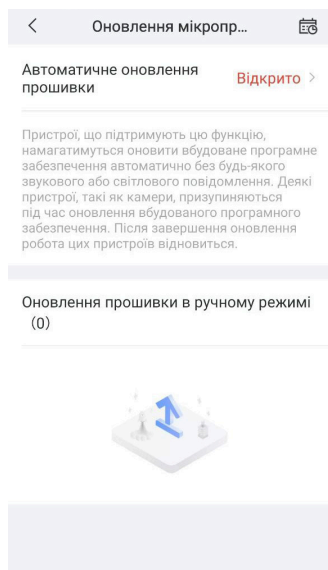 Оновлення мікропр...
Автоматичне оновлення
прошивки
Відкрито
Пристрої, що підтримують цю функцію,
намагатимуться оновити вбудоване програмне
забезпечення автоматично без будь-якого
звукового або світлового повідомлення. Деякі
пристрої, такі як камери, призупиняються
під час оновлення вбудованого програмного
забезпечення. Після завершення оновлення
робота цих пристроїв відновиться.
Оновлення прошивки в ручному режимі
（0）